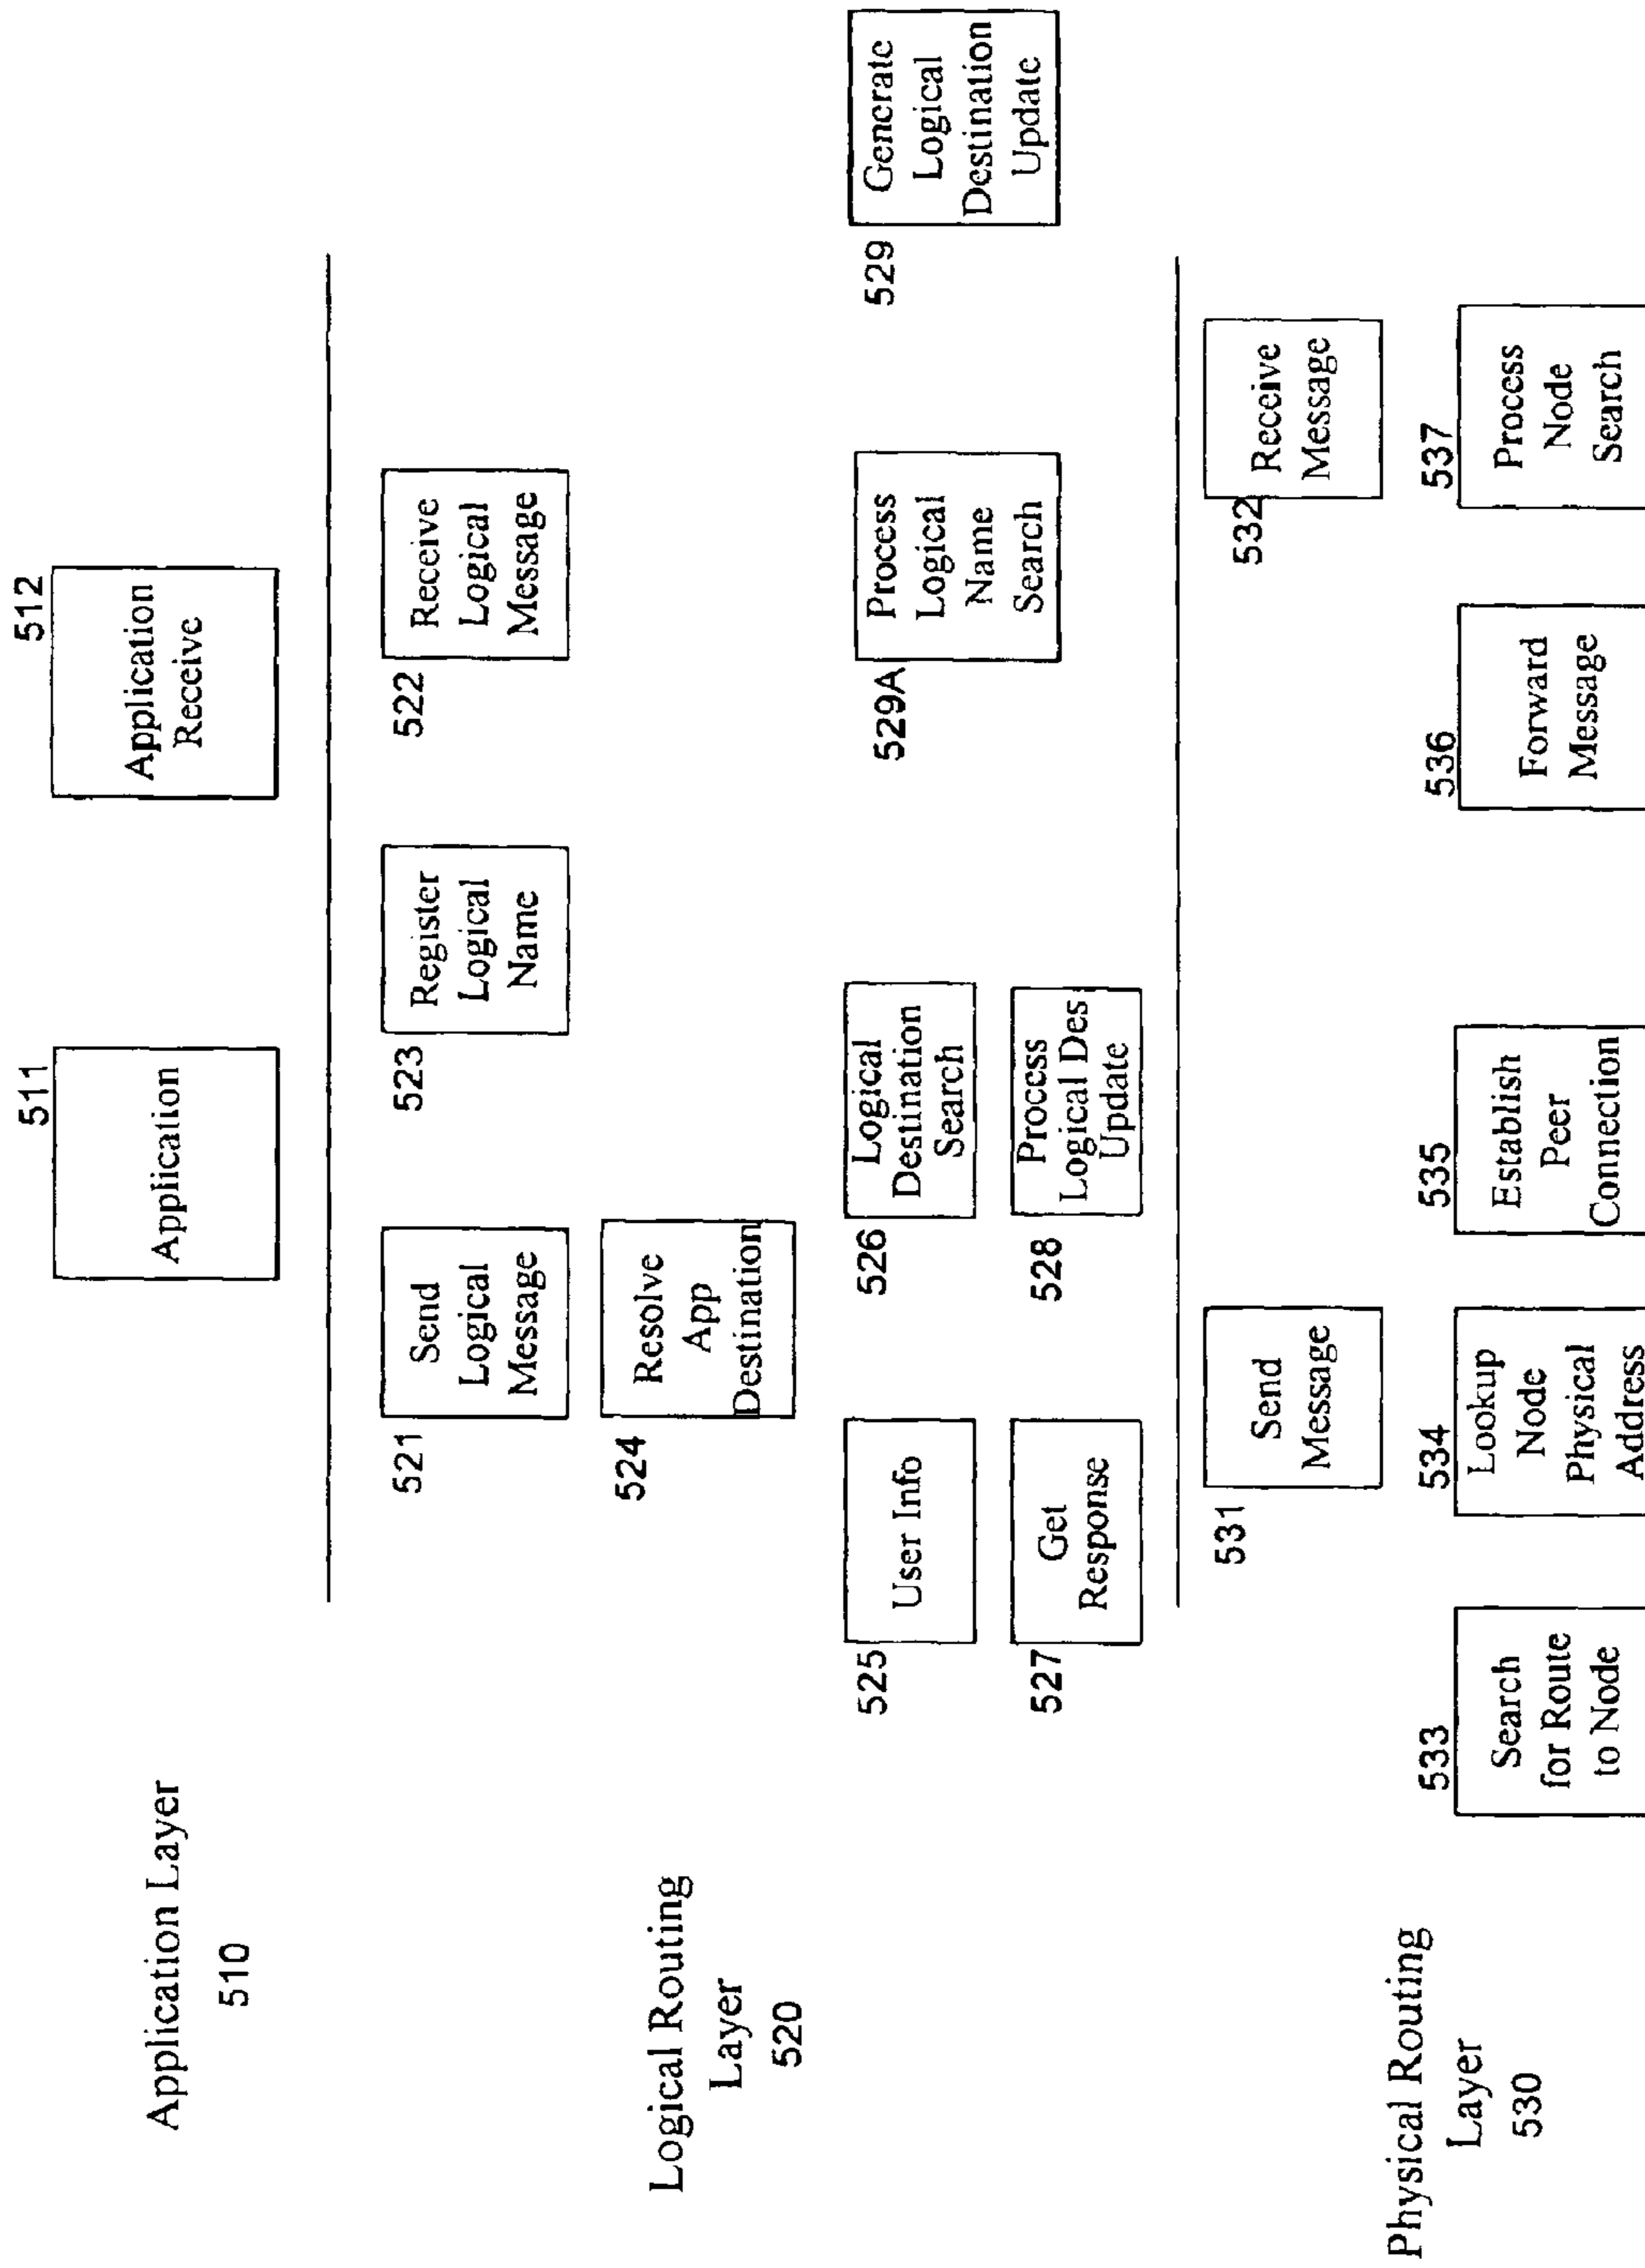 Application Layer
510
511
Application
512
Application
Receive
Logical Routing
Layer
520
521
Send
Logical
Message
523
Register
Logical
Name
522
Receive
Logical
Message
524
Resolve
App
Destination
525
User Info
526
Logical
Destination
Search
529A
Process
Logical
Name
Search
529
Generate
Logical
Destination
Update
527
Get
Response
528
Process
Logical Des
Update
Physical Routing
Layer
530
531
Send
Message
532
Receive
Message
533
Search
for Route
to Node
534
Lookup
Node
Physical
Address
535
Establish
Peer
Connection
536
Forward
Message
537
Process
Node
Search